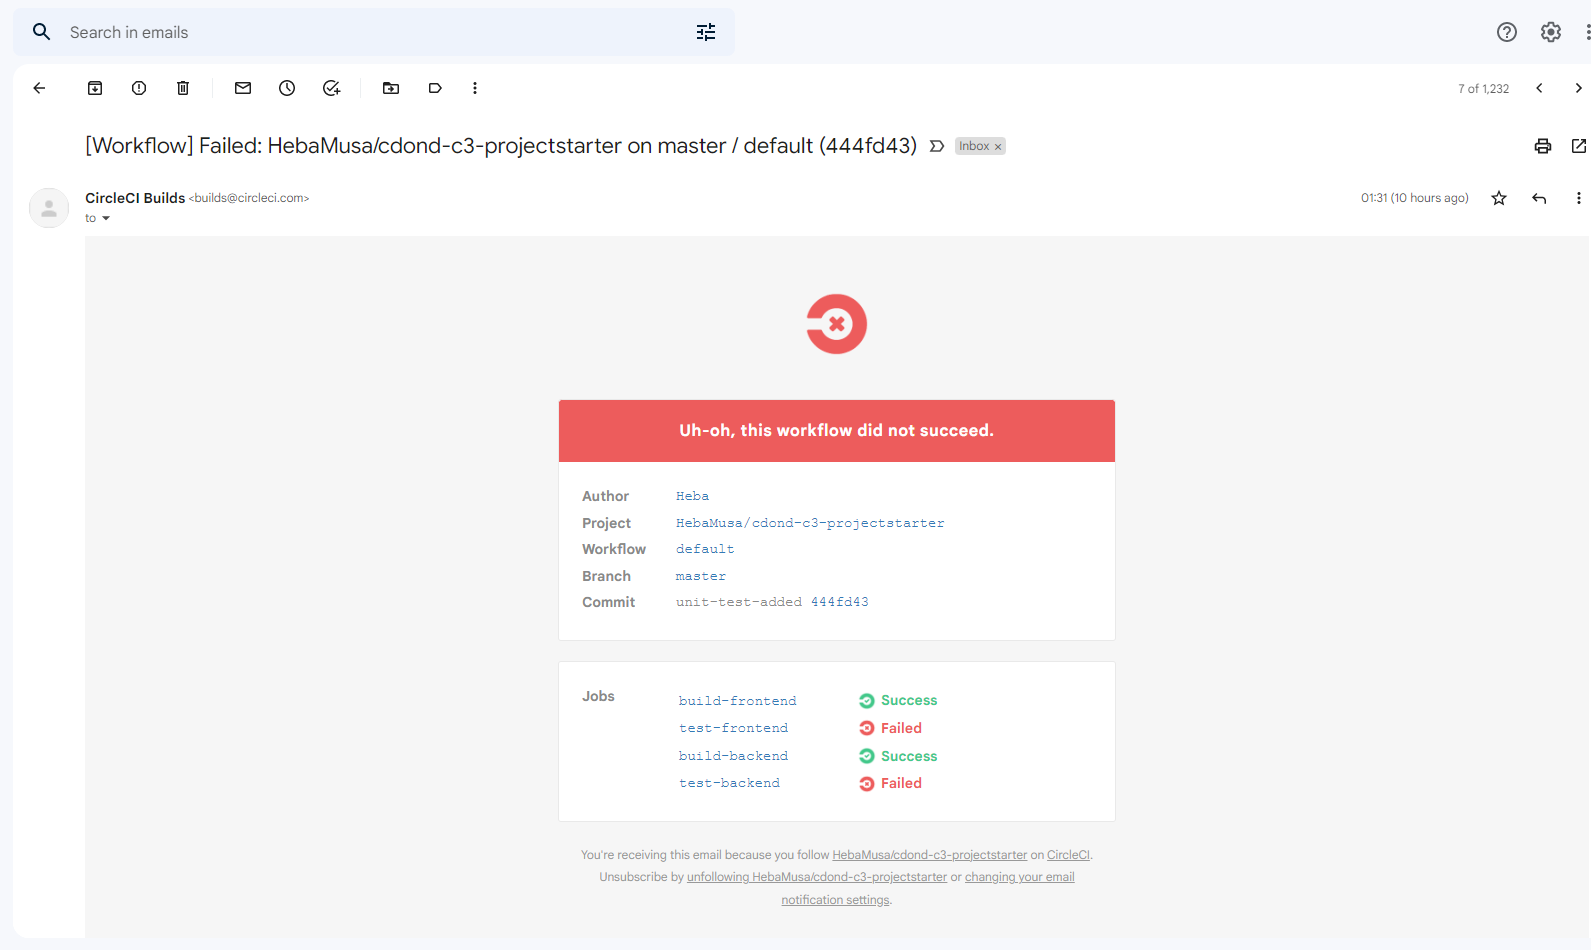 Search in emails
7 of 1,232
[Workflow] Failed: HebaMusa/cdond-c3-projectstarter on master / default (444fd43)
Inbox ×
CircleCI Builds <builds@circleci.com>
01:31 (10 hours ago)
to
Uh-oh, this workflow did not succeed.
Author Heba
Project HebaMusa/cdond-c3-projectstarter
Workflow default
Branch master
Commit unit-test-added 444fd43
Jobs
build-frontend Success
test-frontend Failed
build-backend Success
test-backend Failed
You're receiving this email because you follow HebaMusa/cdond-c3-projectstarter on CircleCI.
Unsubscribe by unfollowing HebaMusa/cdond-c3-projectstarter or changing your email
notification settings.